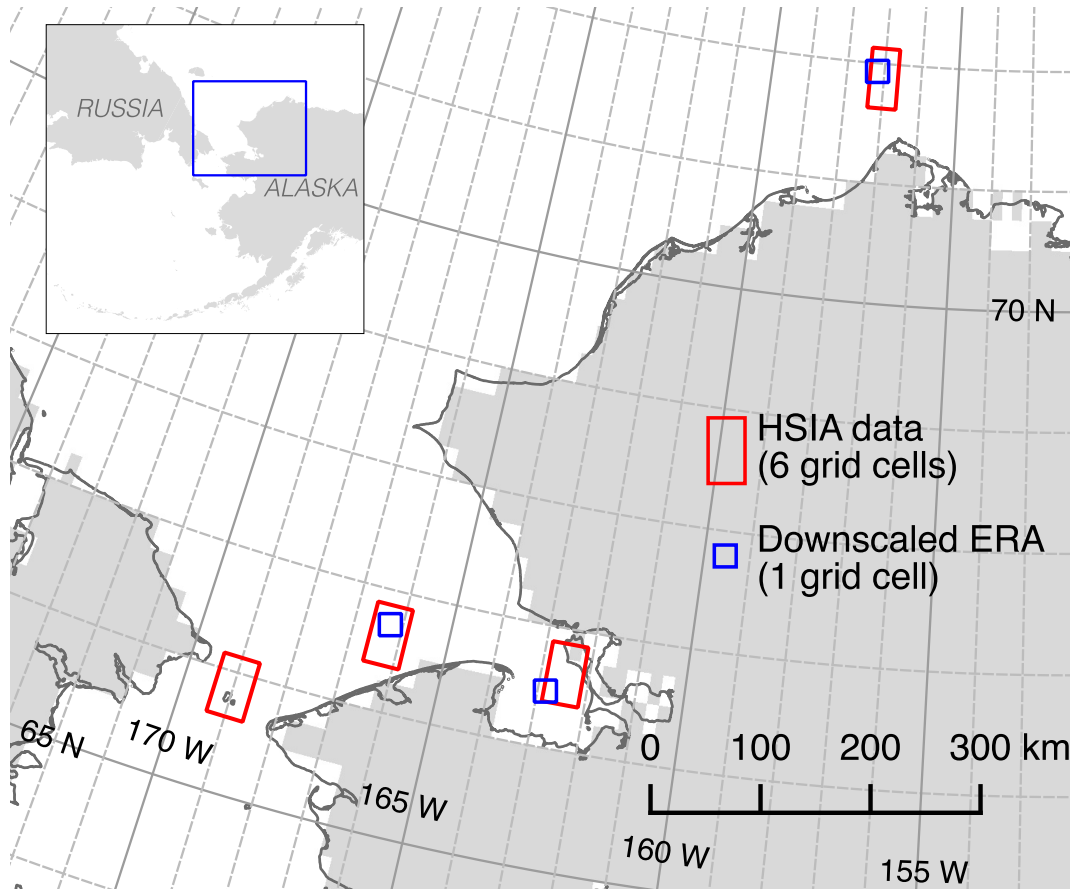 RUSSIA
ALASKA
70 N
HSIA data
(6 grid cells)
Downscaled ERA
(1 grid cell)
65 N
170 W
165 W
0 100 200 300 km
160 W
155 W